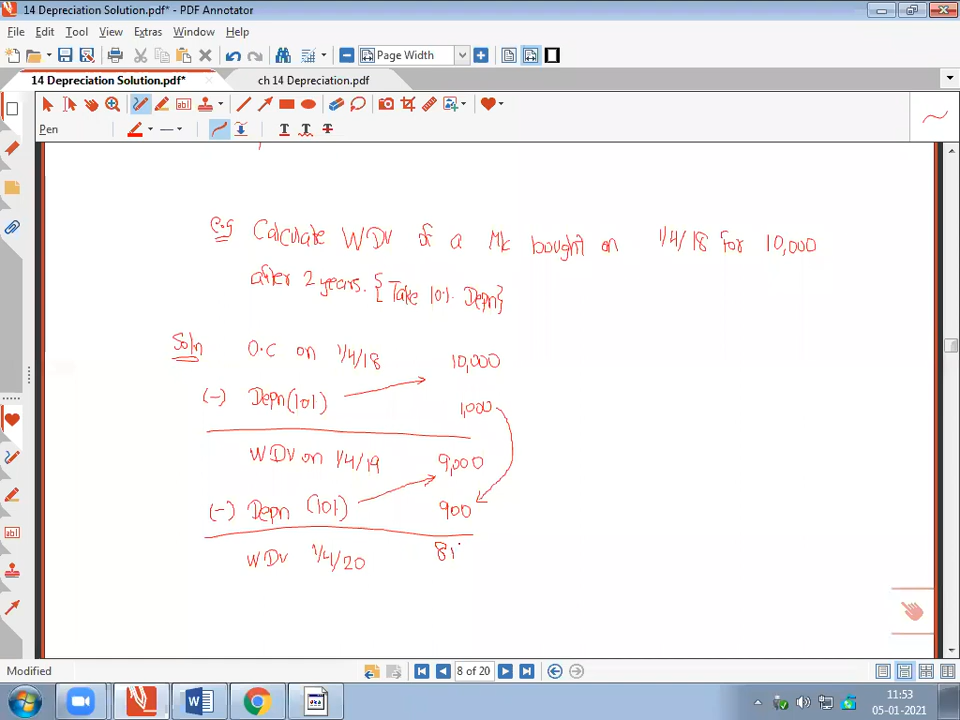 14 Depreciation Solution.pdf* - PDF Annotator
File Edit Tool View Extras Window Help
Page Width
14 Depreciation Solution.pdf*
ch 14 Depreciation.pdf
Pen
e.g Calculate WDV of a Mc bought on 1/4/18 for 10,000
after 2 years. {Take 10%. Depn}
Soln O.C on 1/4/18 10,000
(-) Depn (10%) 1,000
WDV on 1/4/19 9,000
(-) Depn (10%) 900
WDV 1/4/20 81
Modified
8 of 20
11:53
05-01-2021